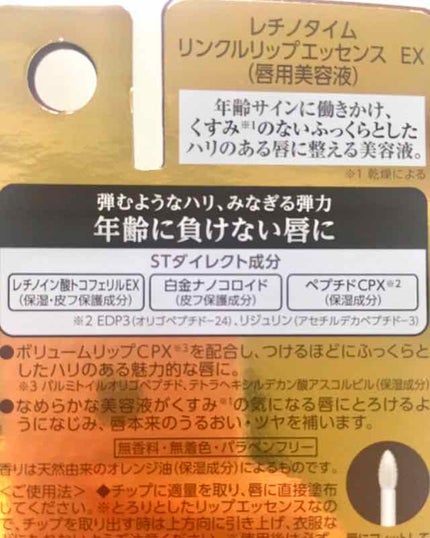 レチノタイム
リンクルリップエッセンス EX
(唇用美容液)
年齢サインに働きかけ、
くすみ※1のないふっくらとした
ハリのある唇に整える美容液。
※1 乾燥による
弾むようなハリ、みなぎる弾力
年齢に負けない唇に
STダイレクト成分
レチノイン酸トコフェリルEX
(保湿・皮フ保護成分)
白金ナノコロイド
(皮フ保護成分)
ペプチドCPX※2
(保湿成分)
※2 EDP3(オリゴペプチド-24)、リジュリン(アセチルデカペプチド-3)
●ボリュームリップCPX※3を配合し、つけるほどにふっくらと
したハリのある魅力的な唇に。
※3 パルミトイルオリゴペプチド、テトラヘキシルデカン酸アスコルビル(保湿成分)
●なめらかな美容液がくすみ※1の気になる唇にとろけるよ
うになじみ、唇本来のうるおい・ツヤを補います。
無香料・無着色・パラベンフリー
香りは天然由来のオレンジ油(保湿成分)によるものです。
<ご使用法> ◆チップに適量を取り、唇に直接塗布
してください。※とろりとしたリップエッセンスなの
で、チップを取り出す時は上方向に引き上げ、衣服な